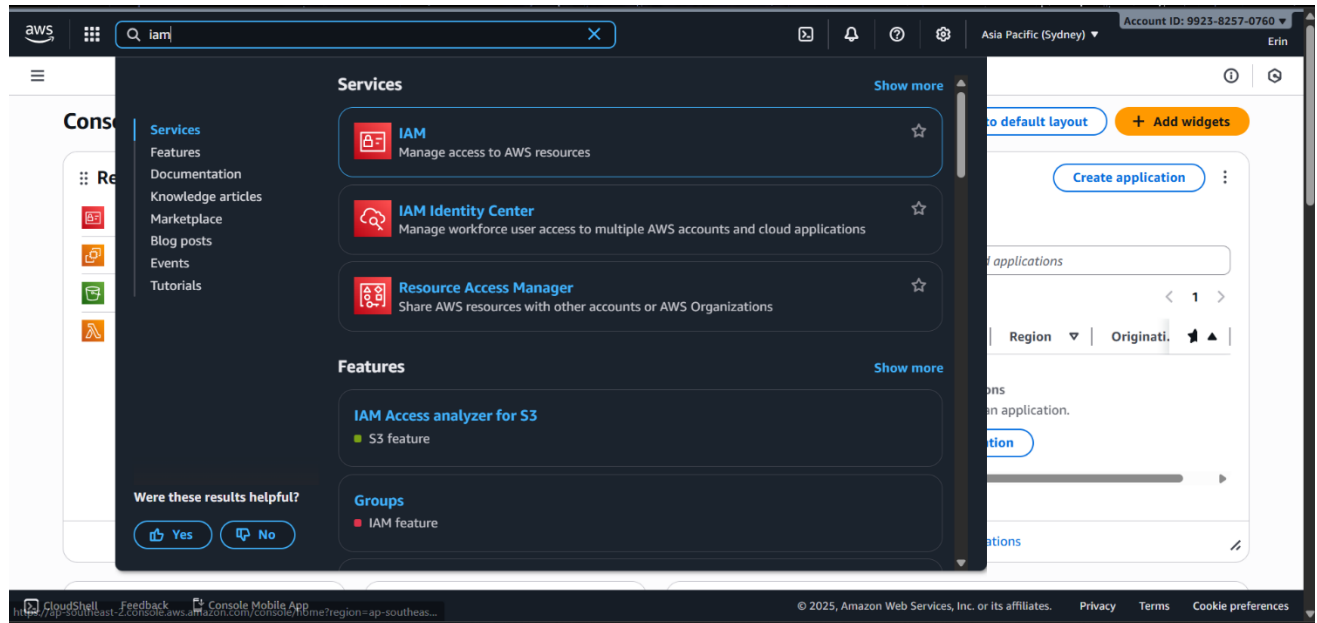 aws
iam
Asia Pacific (Sydney) ▼
Account ID: 9923-8257-0760 ▼
Erin
Services
Show more
Cons
to default layout
+ Add widgets
Services
Features
Documentation
Knowledge articles
Marketplace
Blog posts
Events
Tutorials
IAM
Manage access to AWS resources
Re
Create application
IAM Identity Center
Manage workforce user access to multiple AWS accounts and cloud applications
applications
Resource Access Manager
Share AWS resources with other accounts or AWS Organizations
1
Region
Originati.
Features
Show more
ons
an application.
IAM Access analyzer for S3
S3 feature
tion
Were these results helpful?
Yes
No
Groups
IAM feature
ations
CloudShell Feedback Console Mobile App
https://ap-southeast-2.console.aws.amazon.com/console/home?region=ap-southeas...
© 2025, Amazon Web Services, Inc. or its affiliates. Privacy Terms Cookie preferences